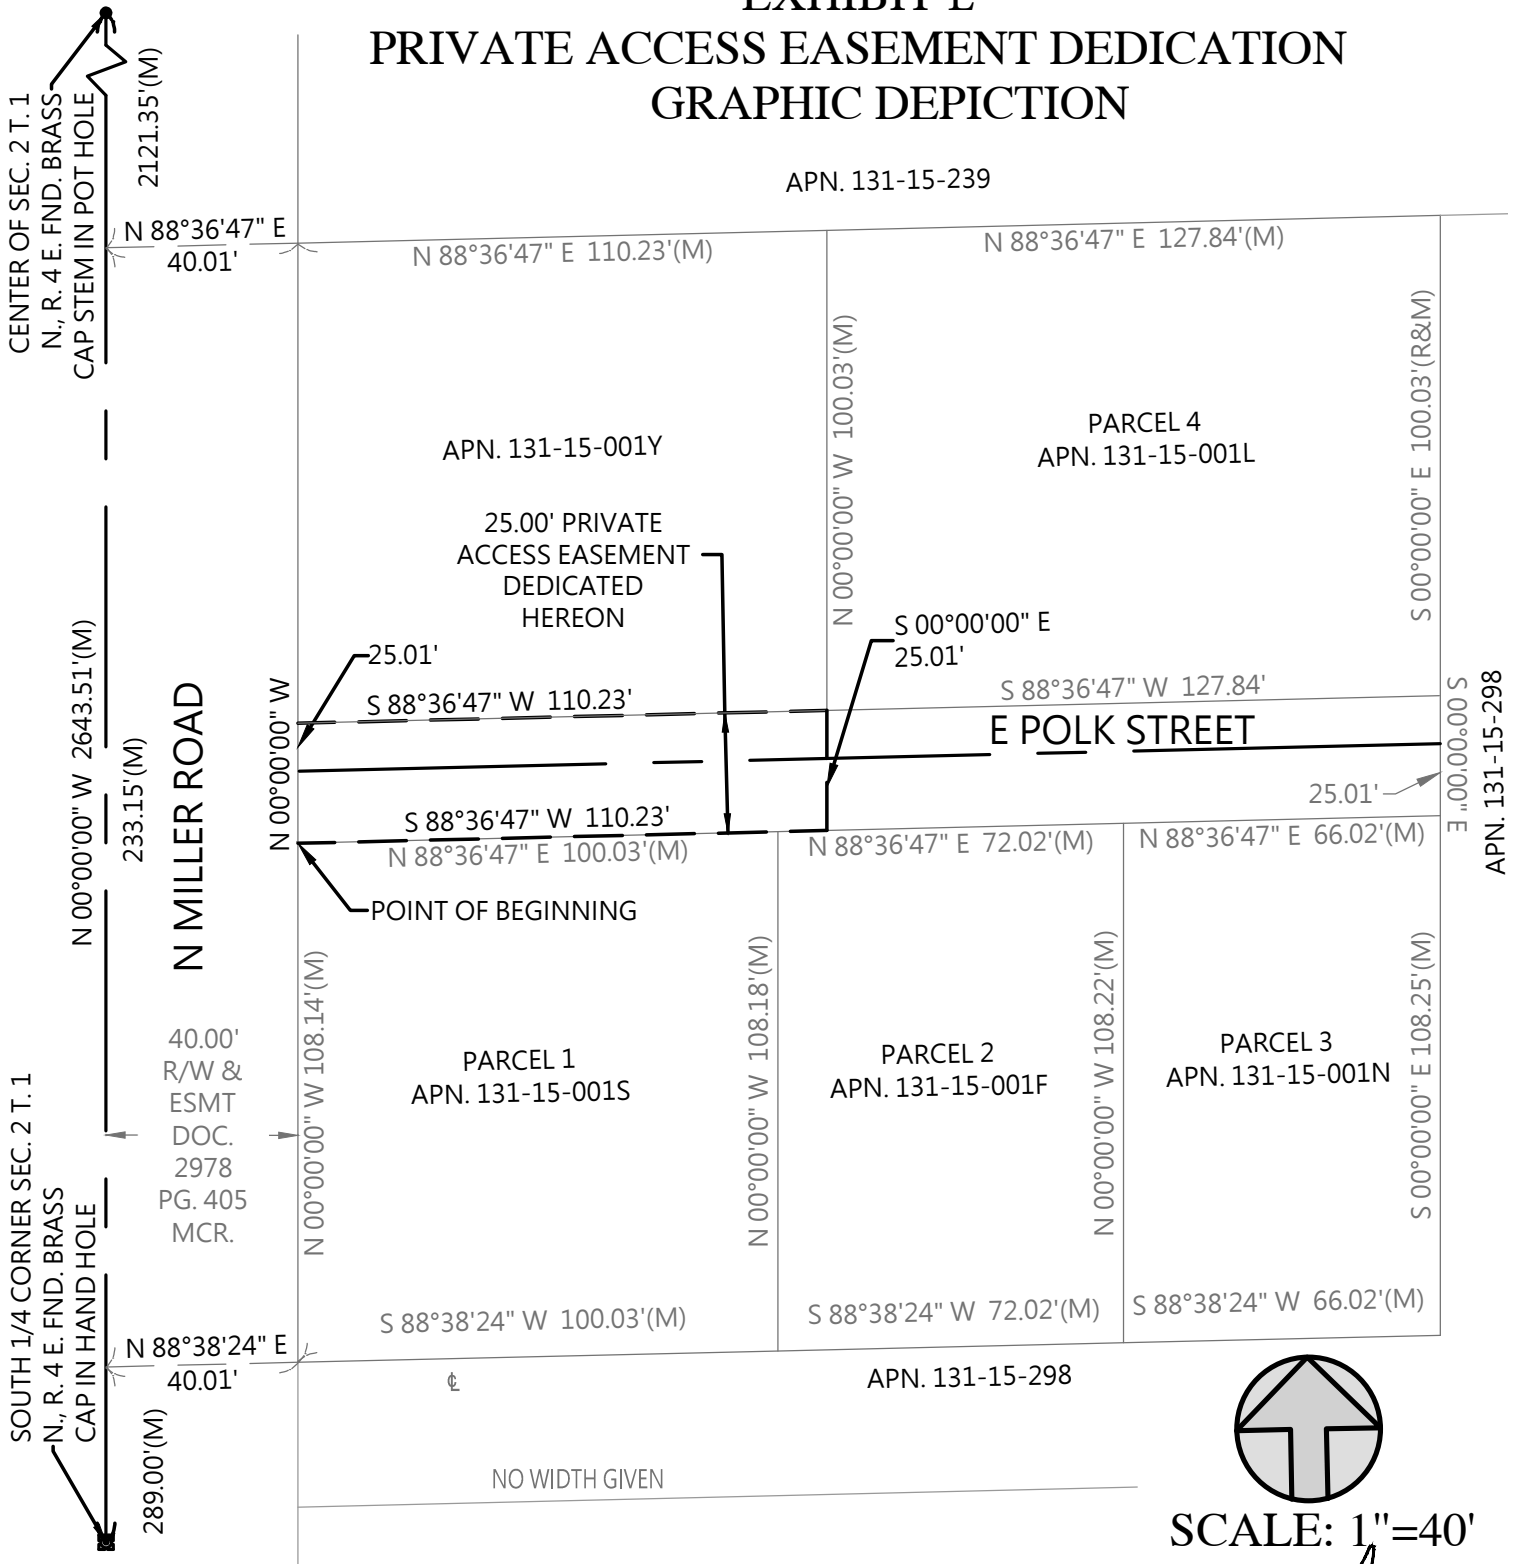 EXHIBIT E
PRIVATE ACCESS EASEMENT DEDICATION
GRAPHIC DEPICTION
CENTER OF SEC. 2 T. 1
N., R. 4 E. FND. BRASS
CAP STEM IN POT HOLE
2121.35'(M)
APN. 131-15-239
N 88°36'47" E
40.01'
N 88°36'47" E 110.23'(M)
N 88°36'47" E 127.84'(M)
N 00°00'00" W 100.03'(M)
S 00°00'00" E 100.03'(R&M)
APN. 131-15-001Y
PARCEL 4
APN. 131-15-001L
25.00' PRIVATE
ACCESS EASEMENT
DEDICATED
HEREON
S 00°00'00" E
25.01'
25.01'
N 00°00'00" W 2643.51'(M)
233.15'(M)
N MILLER ROAD
N 00°00'00" W
S 88°36'47" W 110.23'
S 88°36'47" W 127.84'
E POLK STREET
25.01'
S 00°00'00" E
APN. 131-15-298
S 88°36'47" W 110.23'
N 88°36'47" E 100.03'(M)
N 88°36'47" E 72.02'(M)
N 88°36'47" E 66.02'(M)
POINT OF BEGINNING
N 00°00'00" W 108.14'(M)
N 00°00'00" W 108.18'(M)
N 00°00'00" W 108.22'(M)
S 00°00'00" E 108.25'(M)
40.00'
R/W &
ESMT
DOC.
2978
PG. 405
MCR.
PARCEL 1
APN. 131-15-001S
PARCEL 2
APN. 131-15-001F
PARCEL 3
APN. 131-15-001N
SOUTH 1/4 CORNER SEC. 2 T. 1
N., R. 4 E. FND. BRASS
CAP IN HAND HOLE
S 88°38'24" W 100.03'(M)
S 88°38'24" W 72.02'(M)
S 88°38'24" W 66.02'(M)
N 88°38'24" E
40.01'
℄
APN. 131-15-298
289.00'(M)
NO WIDTH GIVEN
SCALE: 1"=40'